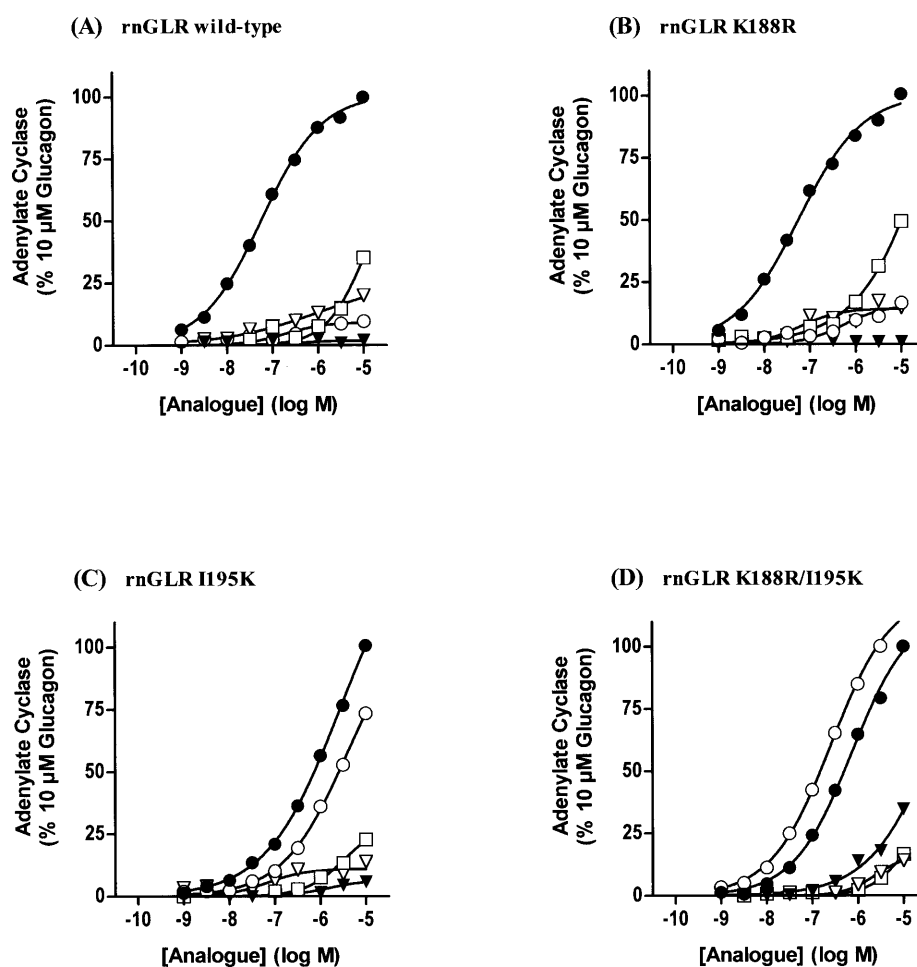 (A) rnGLR wild-type
Adenylate Cyclase
(% 10 µM Glucagon)
100
75
50
25
0
-10 -9 -8 -7 -6 -5
[Analogue] (log M)
(B) rnGLR K188R
Adenylate Cyclase
(% 10 µM Glucagon)
100
75
50
25
0
-10 -9 -8 -7 -6 -5
[Analogue] (log M)
(C) rnGLR I195K
Adenylate Cyclase
(% 10 µM Glucagon)
100
75
50
25
0
-10 -9 -8 -7 -6 -5
[Analogue] (log M)
(D) rnGLR K188R/I195K
Adenylate Cyclase
(% 10 µM Glucagon)
100
75
50
25
0
-10 -9 -8 -7 -6 -5
[Analogue] (log M)